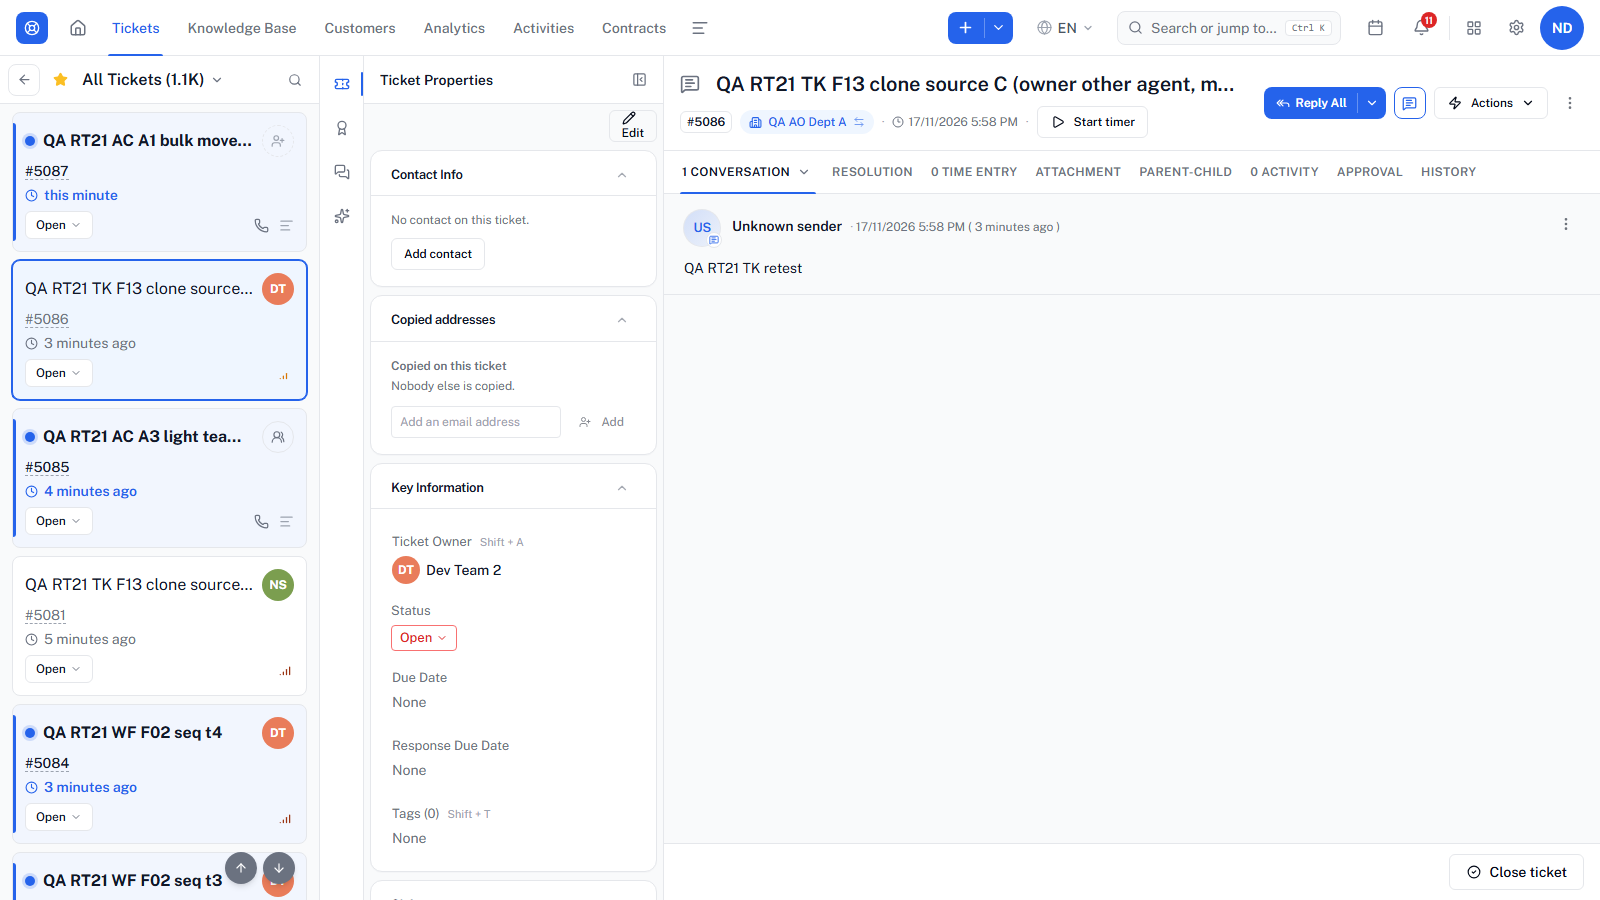 Tickets
Knowledge Base
Customers
Analytics
Activities
Contracts
EN
Search or jump to...
Ctrl K
11
ND
All Tickets (1.1K)
QA RT21 AC A1 bulk move...
#5087
this minute
Open
QA RT21 TK F13 clone source...
DT
#5086
3 minutes ago
Open
QA RT21 AC A3 light tea...
#5085
4 minutes ago
Open
QA RT21 TK F13 clone source...
NS
#5081
5 minutes ago
Open
QA RT21 WF F02 seq t4
DT
#5084
3 minutes ago
Open
QA RT21 WF F02 seq t3
Ticket Properties
Edit
Contact Info
No contact on this ticket.
Add contact
Copied addresses
Copied on this ticket
Nobody else is copied.
Add an email address
Add
Key Information
Ticket Owner Shift + A
DT Dev Team 2
Status
Open
Due Date
None
Response Due Date
None
Tags (0) Shift + T
None
QA RT21 TK F13 clone source C (owner other agent, m...
#5086
QA AO Dept A
· 17/11/2026 5:58 PM ·
Start timer
Reply All
Actions
1 CONVERSATION
RESOLUTION
0 TIME ENTRY
ATTACHMENT
PARENT-CHILD
0 ACTIVITY
APPROVAL
HISTORY
US
Unknown sender · 17/11/2026 5:58 PM ( 3 minutes ago )
QA RT21 TK retest
Close ticket